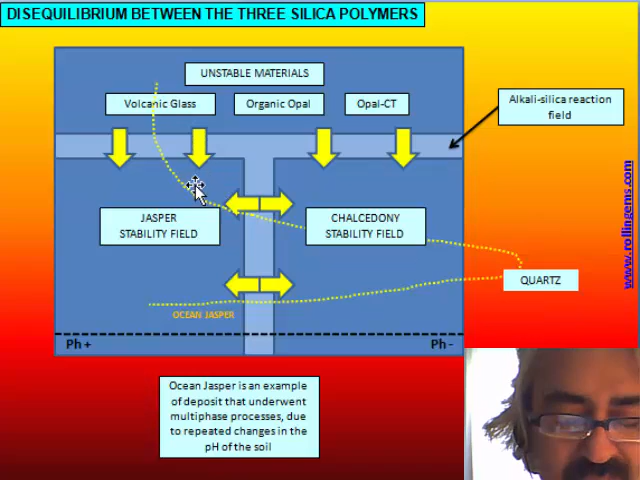 DISEQUILIBRIUM BETWEEN THE THREE SILICA POLYMERS
UNSTABLE MATERIALS
Volcanic Glass
Organic Opal
Opal-CT
Alkali-silica reaction
field
JASPER
STABILITY FIELD
CHALCEDONY
STABILITY FIELD
QUARTZ
OCEAN JASPER
Ph +
Ph -
Ocean Jasper is an example
of deposit that underwent
multiphase processes, due
to repeated changes in the
pH of the soil
www.rollingems.com